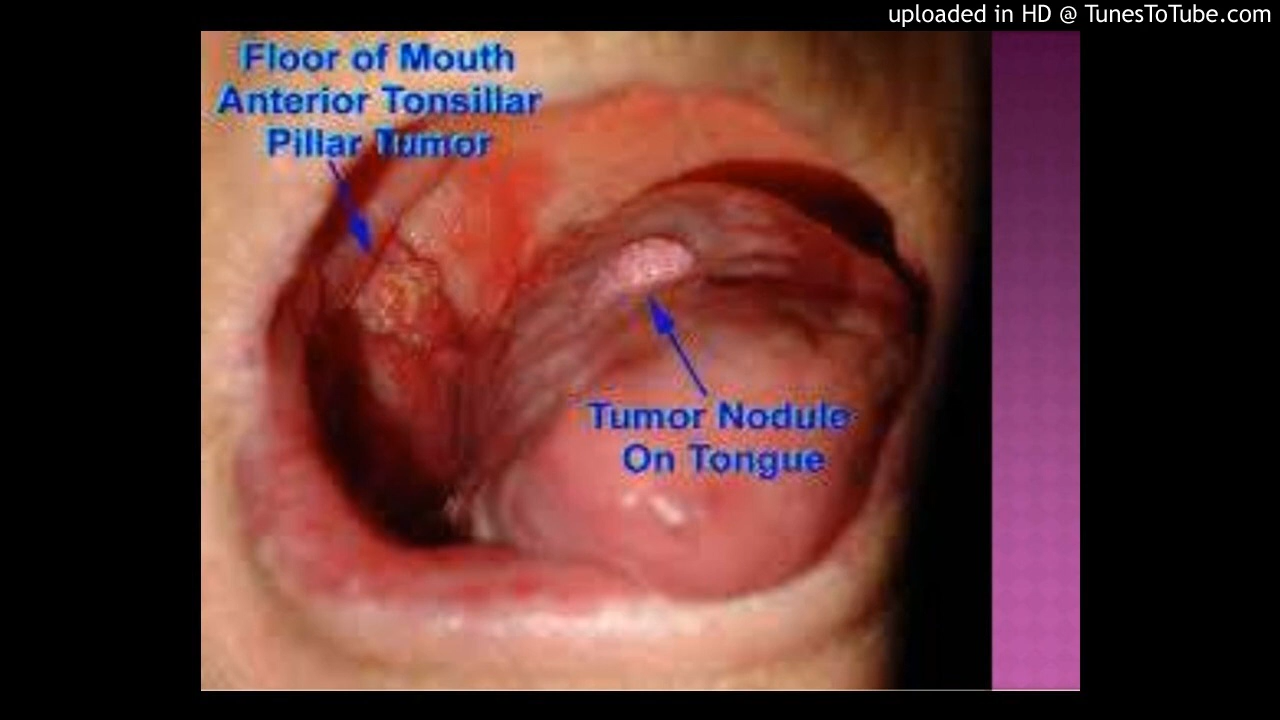 uploaded in HD @ TunesToTube.com
Floor of Mouth
Anterior Tonsillar
Pillar Tumor
Tumor Nodule
On Tongue